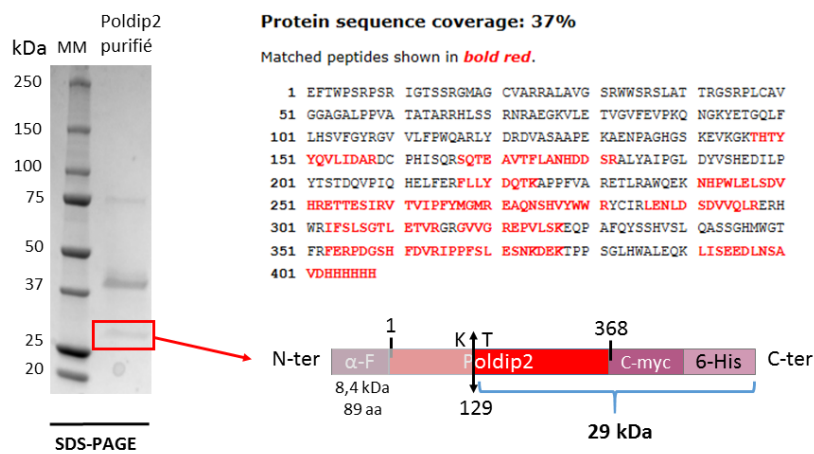 Poldip2
purifié
kDa
MM
250
150
100
75
50
37
25
20
SDS-PAGE
Protein sequence coverage: 37%
Matched peptides shown in bold red.
1 EFTWPSRPSR IGTSSRGMAG CVARRALAVG SRWWSRSLAT TRGSRPLCAV
51 GGAGALPPVA TATARRHLSS RNRAEGKVLE TVGVFEVPKQ NGKYETGQLF
101 LHSVFGYRGV VLFPWQARLY DRDVASAAPE KAENPAGHGS KEVKGKTHTY
151 YQVLIDARDC PHISQRSQTE AVTFLANHDD SRALYAIPGL DYVSHEDILP
201 YTSTDQVPIQ HELFERFLLY DQTKAPPFVA RETLRAWQEK NHPWLELSDV
251 HRETTESIRV TVIPFYMGMR EAQNSHVYWW RYCIRLENLD SDVVQLRERH
301 WRIFSLSGTL ETVRGRGVVG REPVLSKEQP AFQYSSHVSL QASSGHMWGT
351 FRFERPDGSH FDVRIPPFSL ESNKDEKTPP SGLHWALEQK LISEEDLNSA
401 VDHHHHHH
1
K T
368
N-ter
α-F
Poldip2
C-myc
6-His
C-ter
8,4 kDa
89 aa
129
29 kDa